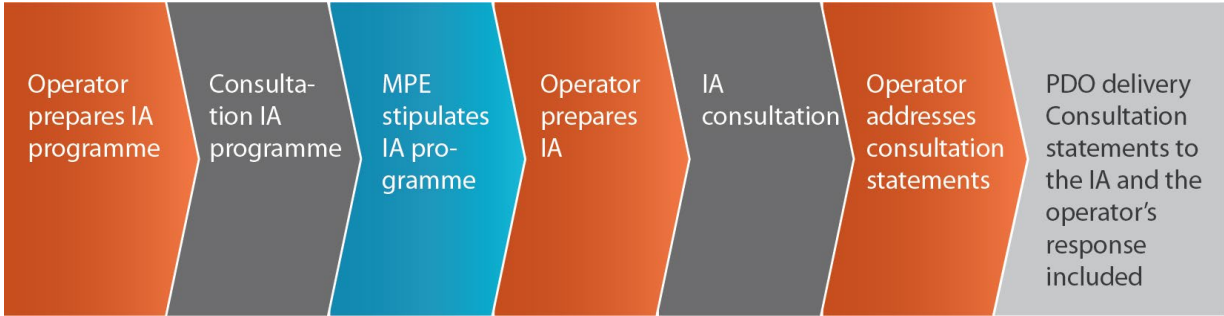 Operator
prepares IA
programme
Consulta-
tion IA
programme
MPE
stipulates
IA pro-
gramme
Operator
prepares
IA
IA
consultation
Operator
addresses
consultation
statements
PDO delivery
Consultation
statements to
the IA and the
operator’s
response
included